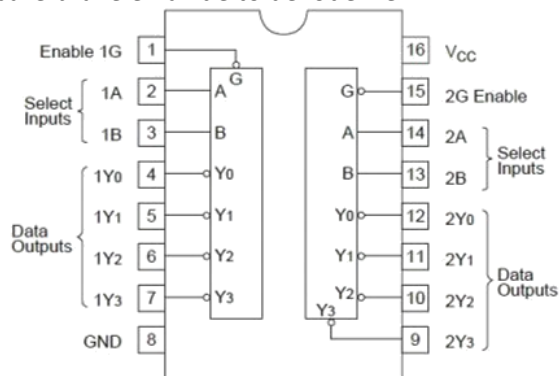 Enable 1G 1 16 VCC
G
Select Inputs 1A 2 A G 15 2G Enable
1B 3 B A 14 2A Select Inputs
1Y0 4 Y0 B 13 2B
Data Outputs 1Y1 5 Y1 Y0 12 2Y0
1Y2 6 Y2 Y1 11 2Y1 Data Outputs
1Y3 7 Y3 Y2 10 2Y2
Y3
GND 8 9 2Y3